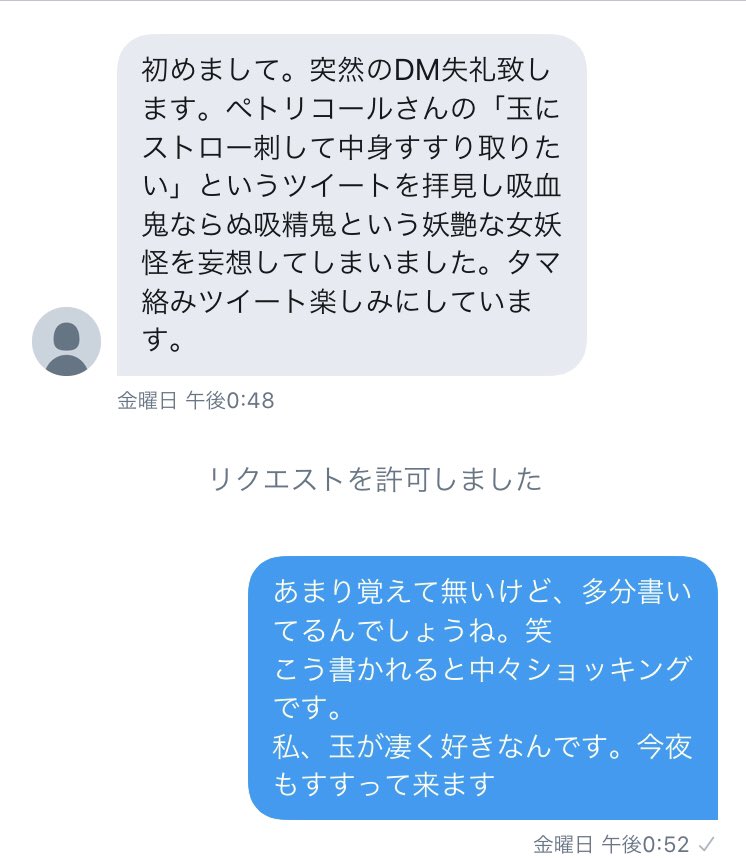 初めまして。突然のDM失礼致し
ます。ペトリコールさんの「玉に
ストロー刺して中身すすり取りた
い」というツイートを拝見し吸血
鬼ならぬ吸精鬼という妖艶な女妖
怪を妄想してしまいました。タマ
絡みツイート楽しみにしていま
す。
金曜日 午後0:48
リクエストを許可しました
あまり覚えて無いけど、多分書い
てるんでしょうね。笑
こう書かれると中々ショッキング
です。
私、玉が凄く好きなんです。今夜
もすすって来ます
金曜日 午後0:52 ✓